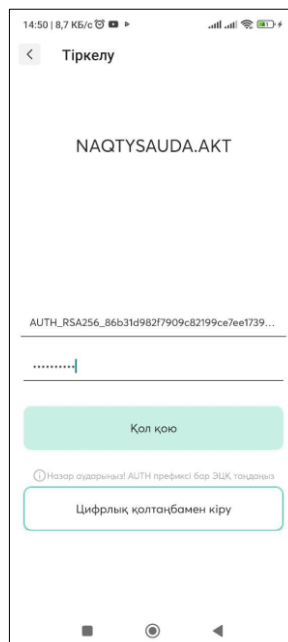 14:50 | 8,7 КБ/с
Тіркелу
NAQTYSAUDA.AKT
AUTH_RSA256_86b31d982f7909c82199ce7ee1739...
..........
Қол қою
Назар аударыңыз! AUTH префиксі бар ЭЦҚ таңдаңыз
Цифрлық қолтаңбамен кіру